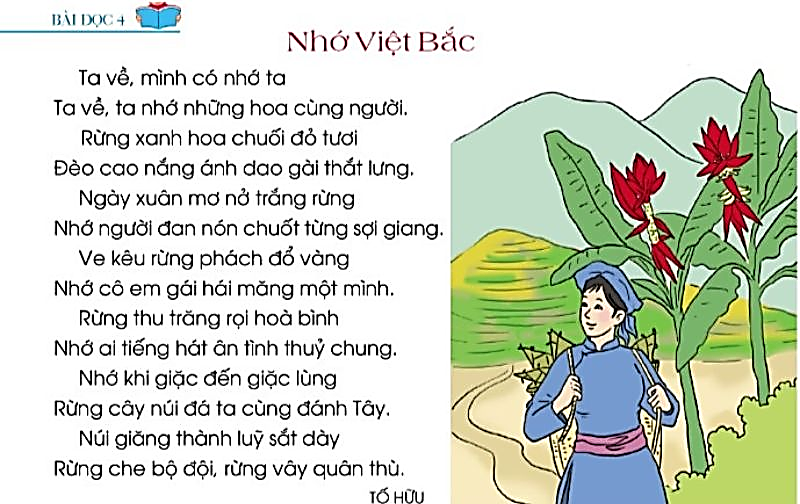 BÀI ĐỌC 4
Nhớ Việt Bắc
Ta về, mình có nhớ ta
Ta về, ta nhớ những hoa cùng người.
Rừng xanh hoa chuối đỏ tươi
Đèo cao nắng ánh dao gài thắt lưng.
Ngày xuân mơ nở trắng rừng
Nhớ người đan nón chuốt từng sợi giang.
Ve kêu rừng phách đổ vàng
Nhớ cô em gái hái măng một mình.
Rừng thu trăng rọi hoà bình
Nhớ ai tiếng hát ân tình thuỷ chung.
Nhớ khi giặc đến giặc lùng
Rừng cây núi đá ta cùng đánh Tây.
Núi giăng thành luỹ sắt dày
Rừng che bộ đội, rừng vây quân thù.
TỐ HỮU